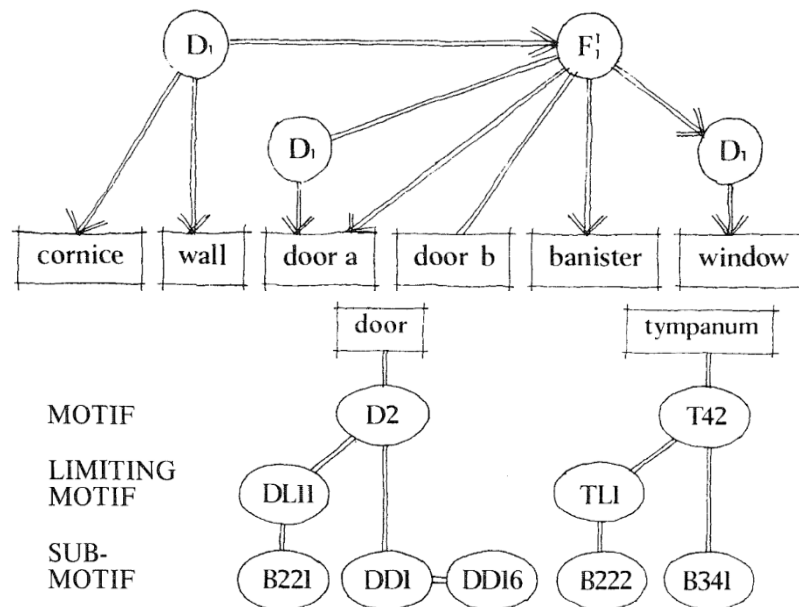 D₁ F¹₁
D₁ D₁
cornice wall door a door b banister window
door tympanum
MOTIF D2 T42
LIMITING
MOTIF DL11 TL1
SUB-
MOTIF B221 DD1 DD16 B222 B341